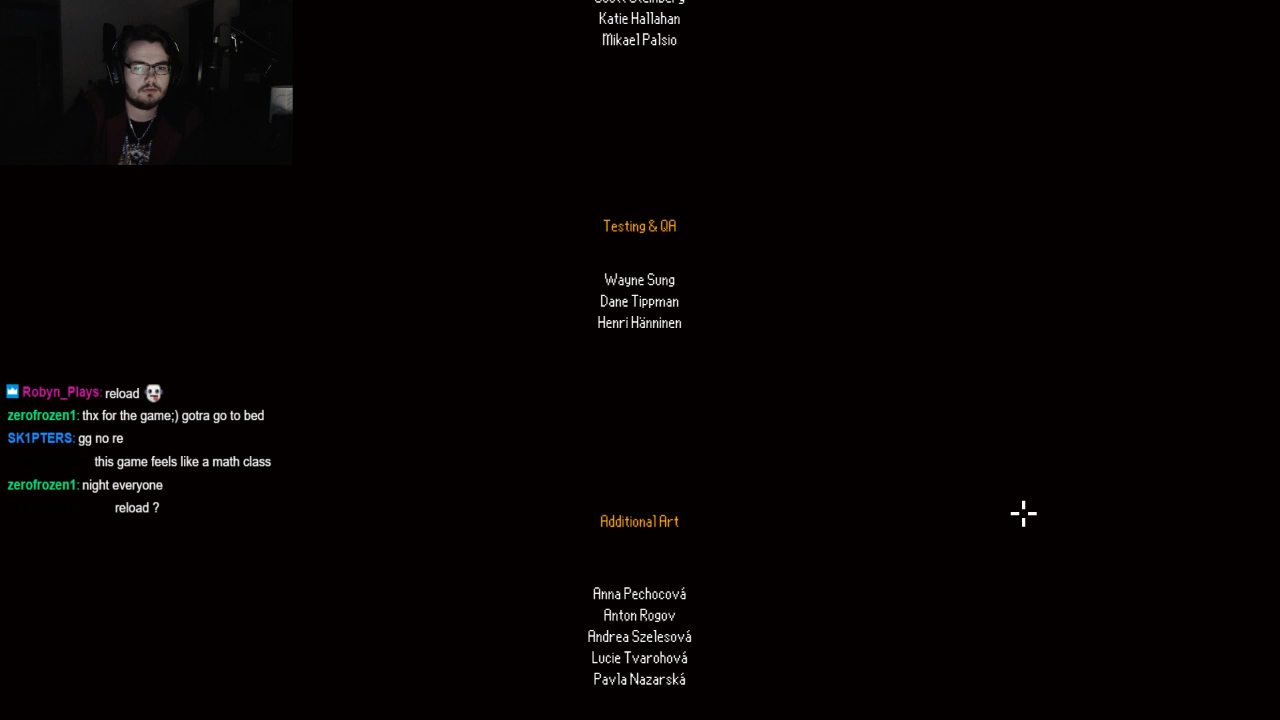 Katie Hallahan
Mikael Palsio
Testing & QA
Wayne Sung
Dane Tippman
Henri Hänninen
Robyn_Plays: reload
zerofrozen1: thx for the game;) gotra go to bed
SK1PTERS: gg no re
this game feels like a math class
zerofrozen1: night everyone
reload ?
Additional Art
Anna Pechocová
Anton Rogov
Andrea Szelesová
Lucie Tvarohová
Pavla Nazarská